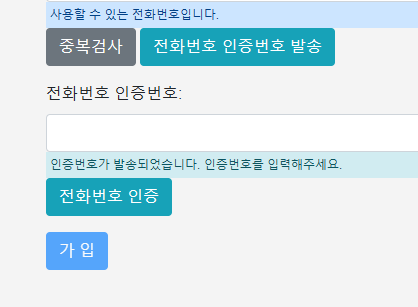 사용할 수 있는 전화번호입니다.
중복검사 전화번호 인증번호 발송
전화번호 인증번호:
인증번호가 발송되었습니다. 인증번호를 입력해주세요.
전화번호 인증
가 입